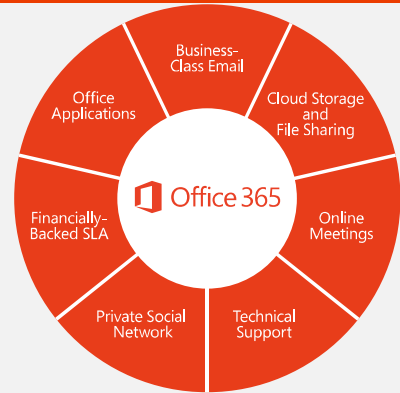 Business-
Class Email
Cloud Storage
and
File Sharing
Online
Meetings
Technical
Support
Private Social
Network
Financially-
Backed SLA
Office
Applications
Office 365